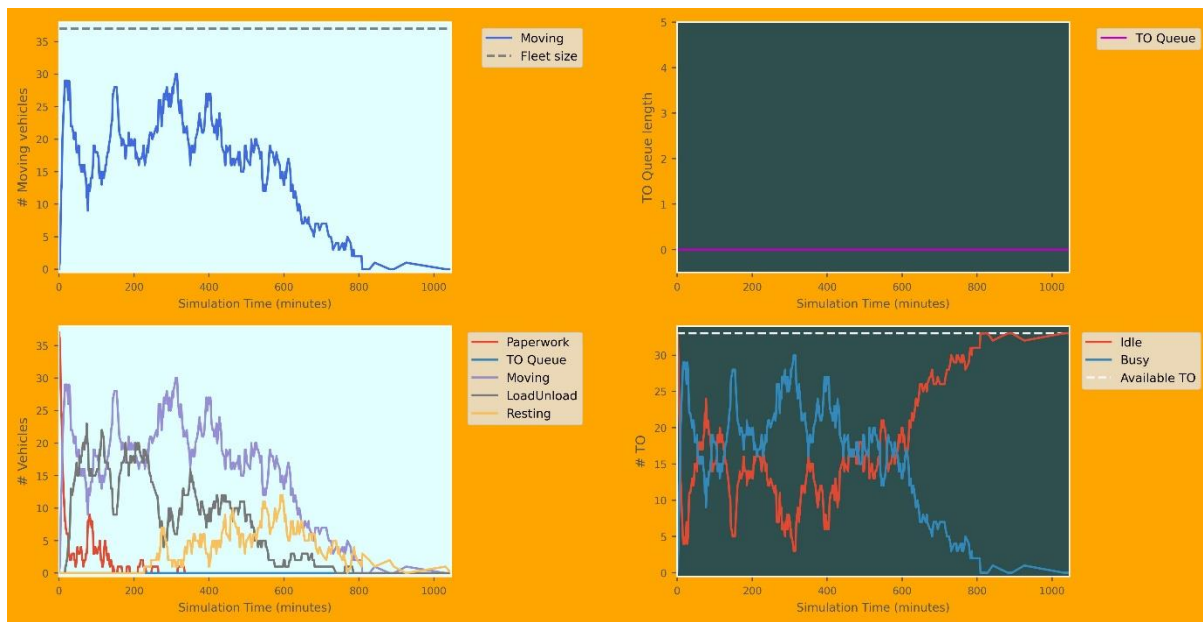 # Moving vehicles
35
30
25
20
15
10
5
0
0 200 400 600 800 1000
Simulation Time (minutes)
Moving
Fleet size
TO Queue length
5
4
3
2
1
0
0 200 400 600 800 1000
Simulation Time (minutes)
TO Queue
# Vehicles
35
30
25
20
15
10
5
0
0 200 400 600 800 1000
Simulation Time (minutes)
Paperwork
TO Queue
Moving
LoadUnload
Resting
# TO
30
25
20
15
10
5
0
0 200 400 600 800 1000
Simulation Time (minutes)
Idle
Busy
Available TO